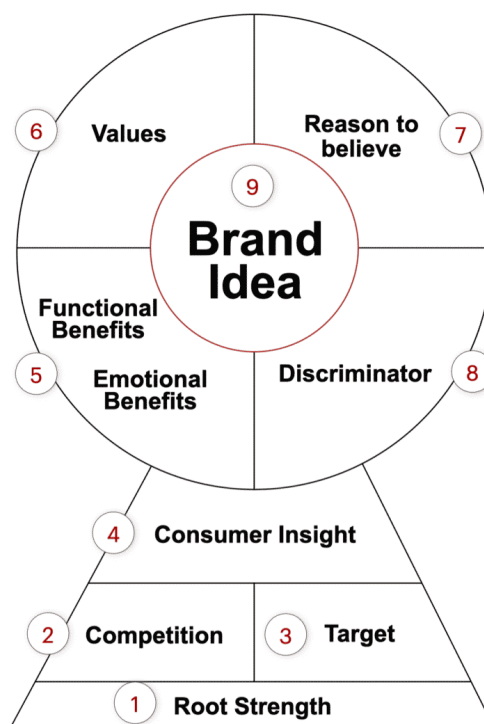 6
Values
Reason to
believe
7
9
Brand
Idea
Functional
Benefits
5
Emotional
Benefits
Discriminator
8
4
Consumer Insight
2
Competition
3
Target
1
Root Strength